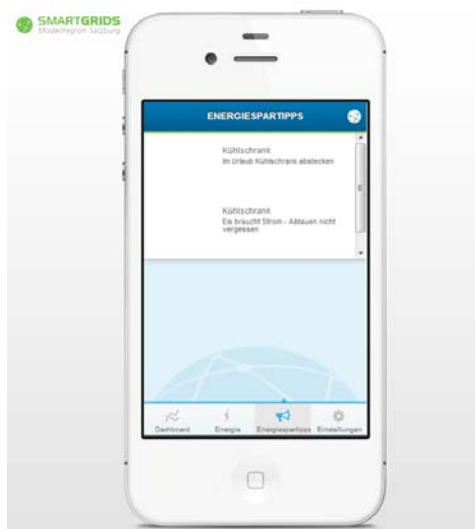 SMARTGRIDS
Modellregion Salzburg
ENERGIESPARTIPPS
Kühlschrank
Im Urlaub Kühlschrank abstecken
Kühlschrank
Eis braucht Strom - Abtauen nicht
vergessen
Dashboard Energie Energiespartipps Einstellungen